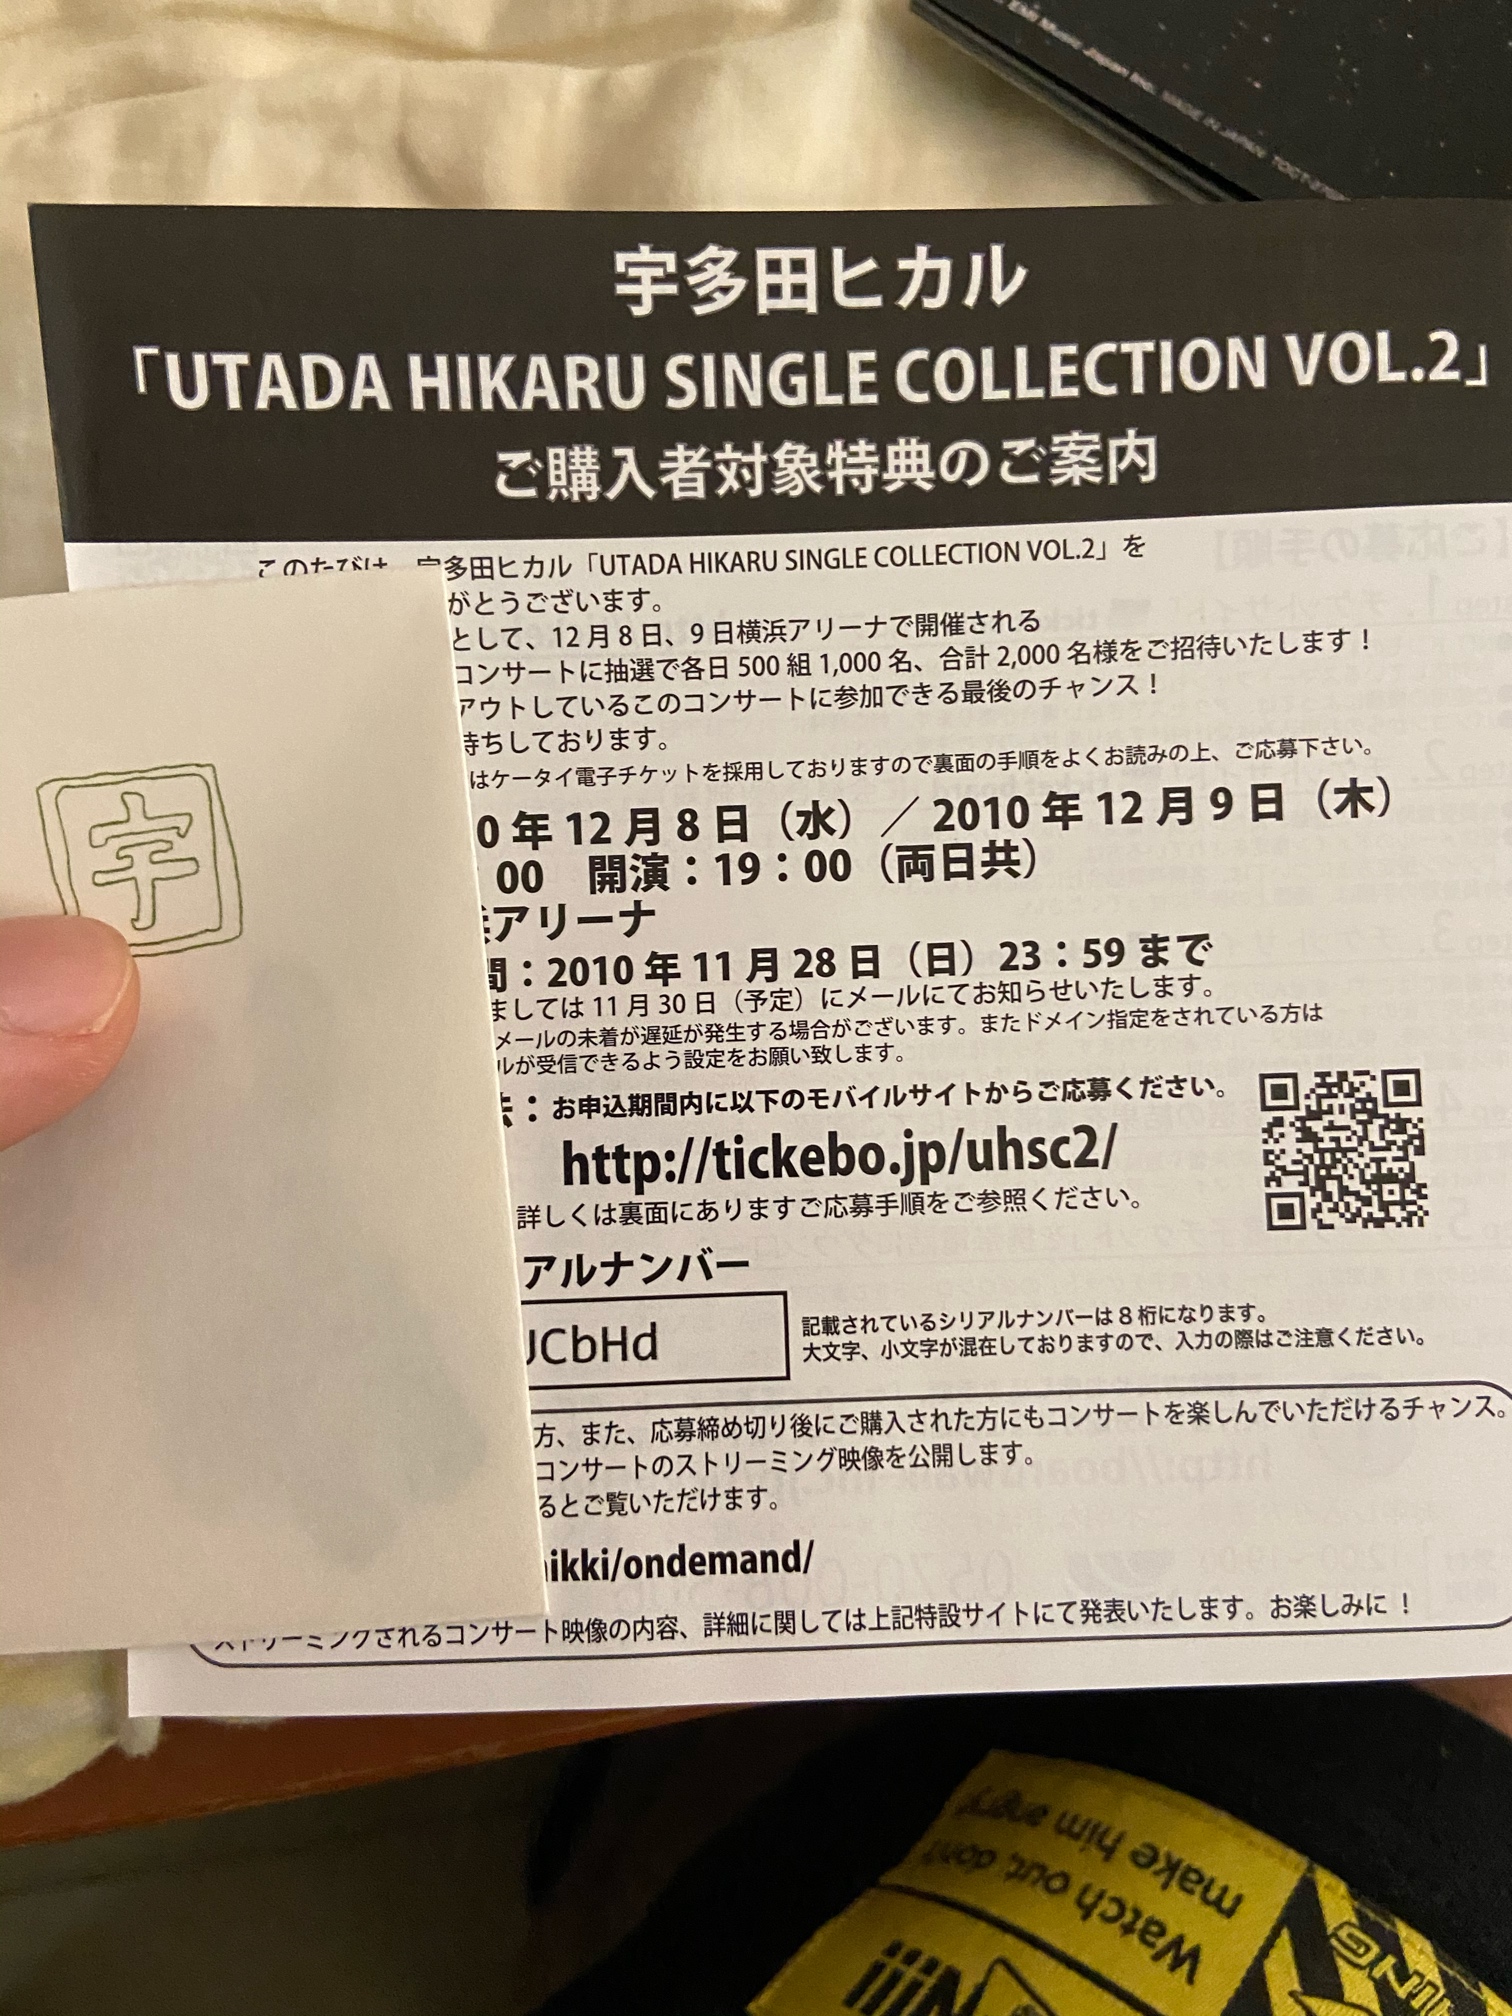 EMI Music Japan Inc. MADE IN JAPAN
宇多田ヒカル
「UTADA HIKARU SINGLE COLLECTION VOL.2」
ご購入者対象特典のご案内
このたびは、宇多田ヒカル「UTADA HIKARU SINGLE COLLECTION VOL.2」を
がとうございます。
として、12月8日、9日横浜アリーナで開催される
コンサートに抽選で各日500組1,000名、合計2,000名様をご招待いたします！
アウトしているこのコンサートに参加できる最後のチャンス！
待ちしております。
はケータイ電子チケットを採用しておりますので裏面の手順をよくお読みの上、ご応募下さい。
0年12月8日（水）／2010年12月9日（木）
00　開演：19：00（両日共）
アリーナ
間：2010年11月28日（日）23：59まで
ましては11月30日（予定）にメールにてお知らせいたします。
メールの未着が遅延が発生する場合がございます。またドメイン指定をされている方は
ルが受信できるよう設定をお願い致します。
法：お申込期間内に以下のモバイルサイトからご応募ください。
http://tickebo.jp/uhsc2/
詳しくは裏面にありますご応募手順をご参照ください。
アルナンバー
JCbHd
記載されているシリアルナンバーは8桁になります。
大文字、小文字が混在しておりますので、入力の際はご注意ください。
方、また、応募締め切り後にご購入された方にもコンサートを楽しんでいただけるチャンス。
コンサートのストリーミング映像を公開します。
るとご覧いただけます。
nikki/ondemand/
ストリーミングされるコンサート映像の内容、詳細に関しては上記特設サイトにて発表いたします。お楽しみに！
宇
Watch out, don't
make him angry